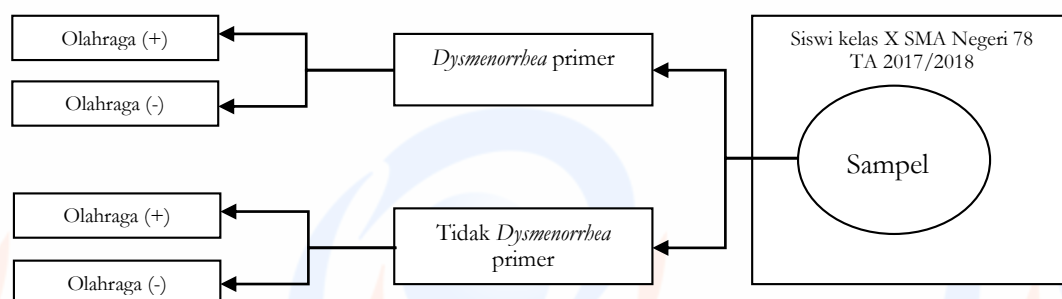 Olahraga (+)
Olahraga (-)
Dysmenorrhea primer
Siswi kelas X SMA Negeri 78
TA 2017/2018
Sampel
Olahraga (+)
Olahraga (-)
Tidak Dysmenorrhea
primer